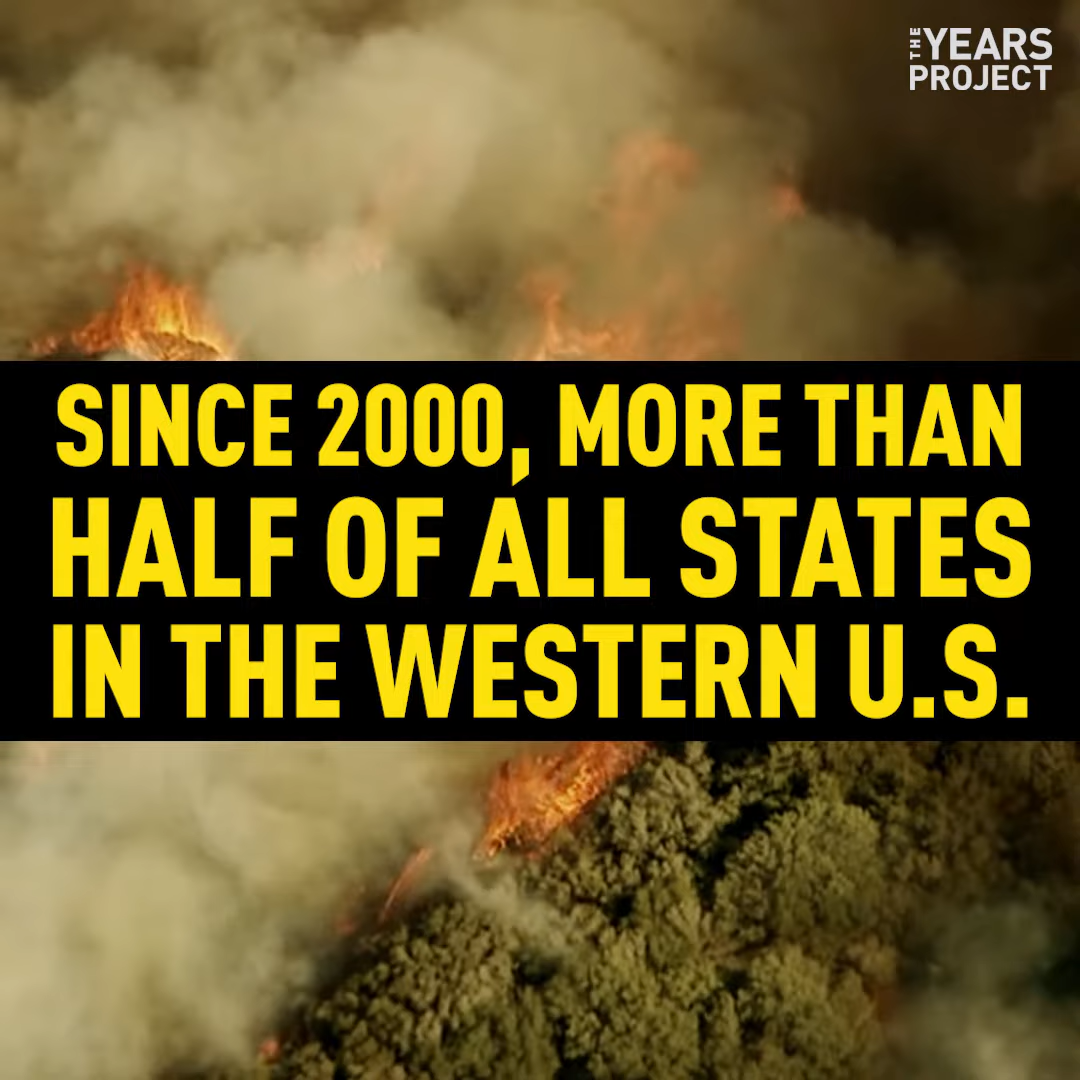 THE YEARS
PROJECT
SINCE 2000, MORE THAN
HALF OF ALL STATES
IN THE WESTERN U.S.